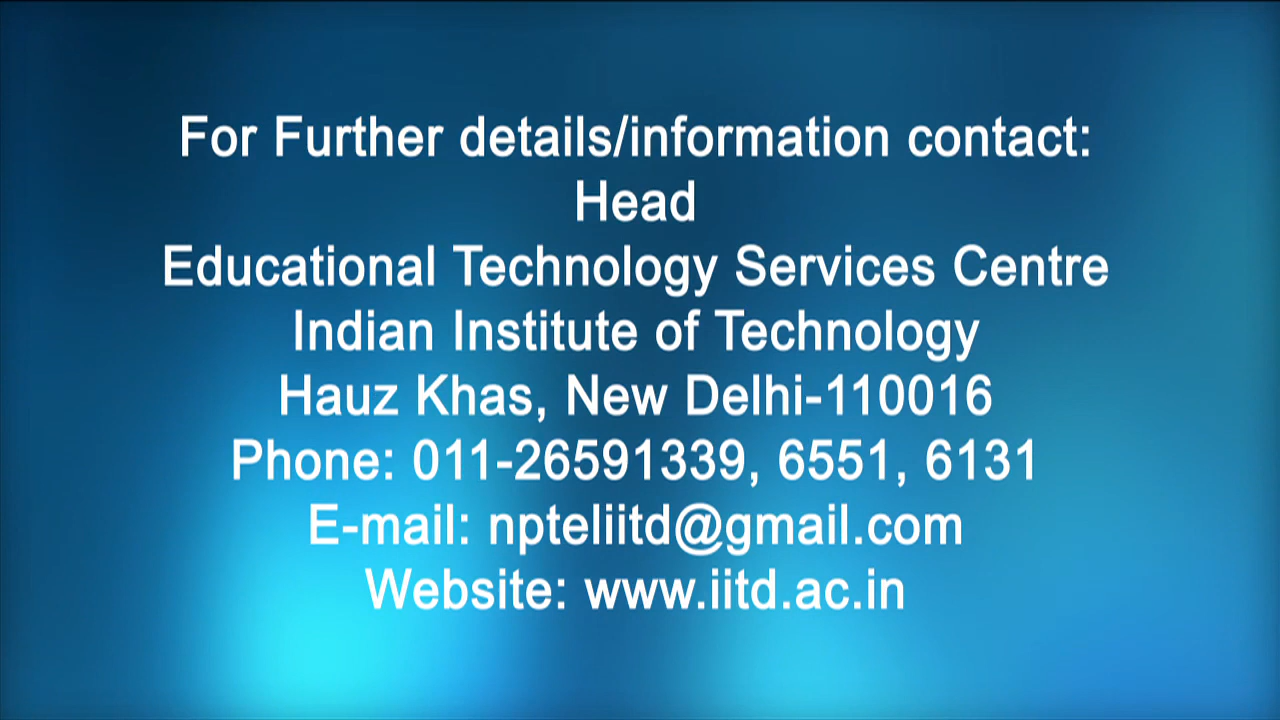 For Further details/information contact:
Head
Educational Technology Services Centre
Indian Institute of Technology
Hauz Khas, New Delhi-110016
Phone: 011-26591339, 6551, 6131
E-mail: npteliitd@gmail.com
Website: www.iitd.ac.in